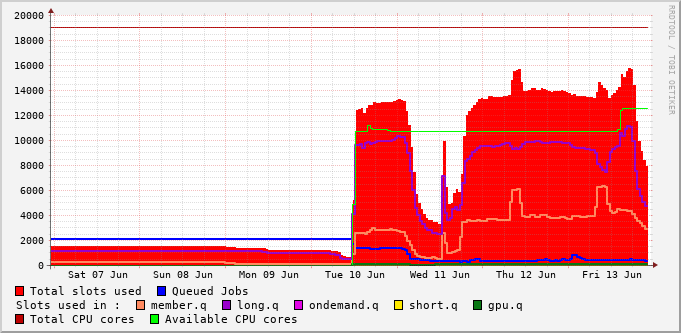 20000
18000
16000
14000
12000
10000
8000
6000
4000
2000
0
Sat 07 Jun Sun 08 Jun Mon 09 Jun Tue 10 Jun Wed 11 Jun Thu 12 Jun Fri 13 Jun
Total slots used Queued Jobs
Slots used in : member.q long.q ondemand.q short.q gpu.q
Total CPU cores Available CPU cores
RRDTOOL / TOBI OETIKER